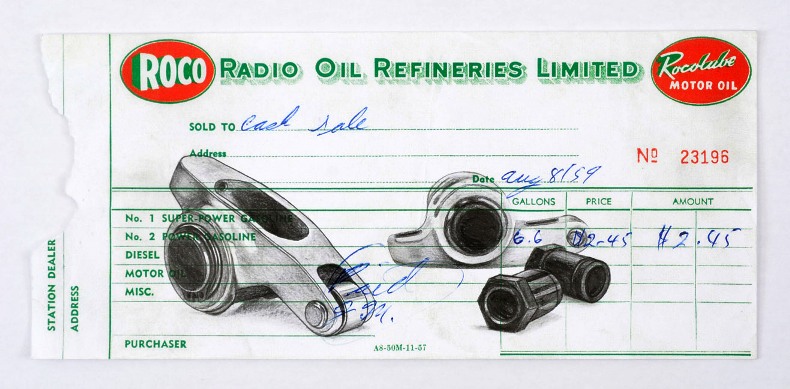 ROCO RADIO OIL REFINERIES LIMITED Rocolube MOTOR OIL
SOLD TO cash sale
Address
Nº 23196
Date aug 8/59
GALLONS PRICE AMOUNT
No. 1 SUPER-POWER GASOLINE
No. 2 POWER GASOLINE 6.6 $2.45 $2.45
DIESEL
MOTOR OIL
MISC.
Paid
PURCHASER
A8-50M-11-57
STATION DEALER
ADDRESS